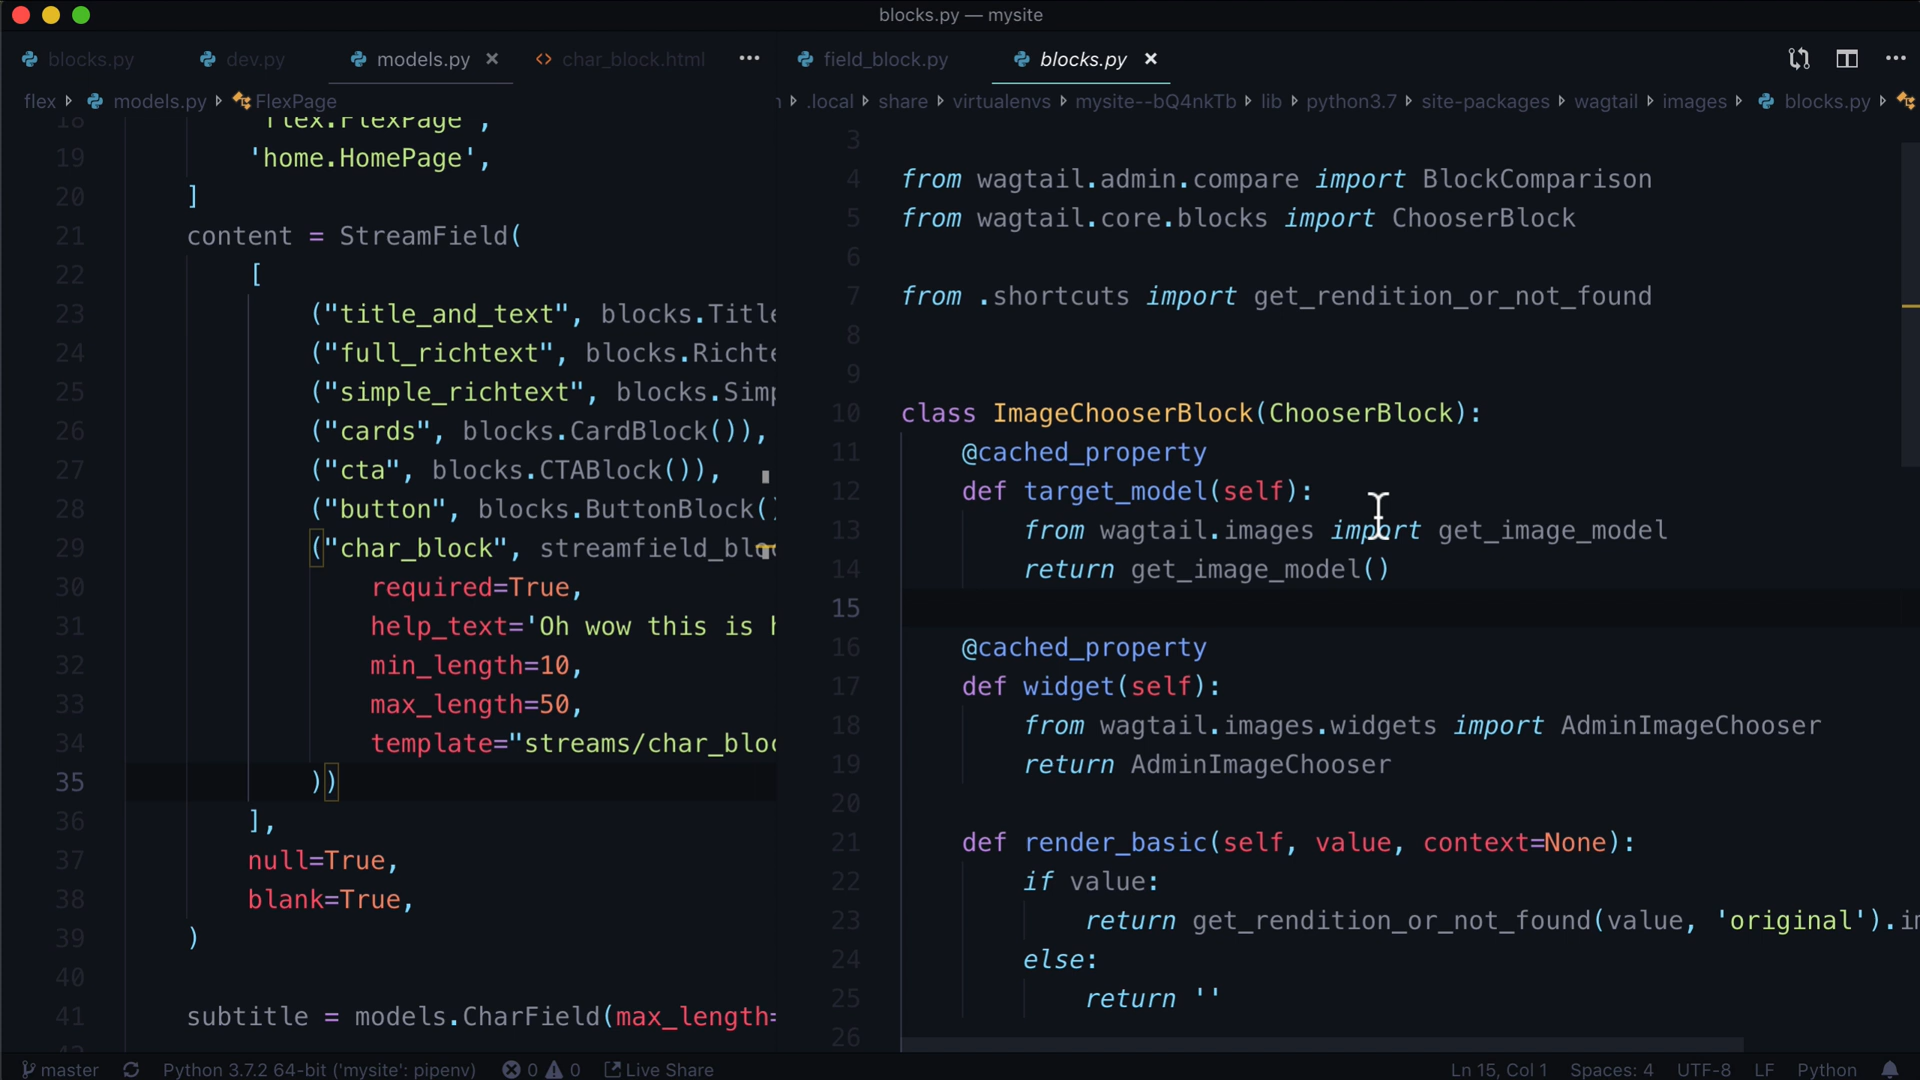 blocks.py — mysite
blocks.py dev.py models.py × char_block.html ···
flex models.py FlexPage
18 'flex.FlexPage',
19 'home.HomePage',
20 ]
21 content = StreamField(
22 [
23 ("title_and_text", blocks.Title
24 ("full_richtext", blocks.Richte
25 ("simple_richtext", blocks.Simp
26 ("cards", blocks.CardBlock()),
27 ("cta", blocks.CTABlock()),
28 ("button", blocks.ButtonBlock()
29 ("char_block", streamfield_bloc
30 required=True,
31 help_text='Oh wow this is h
32 min_length=10,
33 max_length=50,
34 template="streams/char_bloc
35 ))
36 ],
37 null=True,
38 blank=True,
39 )
40
41 subtitle = models.CharField(max_length=
field_block.py blocks.py × ···
.local share virtualenvs mysite--bQ4nkTb lib python3.7 site-packages wagtail images blocks.py
3
4 from wagtail.admin.compare import BlockComparison
5 from wagtail.core.blocks import ChooserBlock
6
7 from .shortcuts import get_rendition_or_not_found
8
9
10 class ImageChooserBlock(ChooserBlock):
11 @cached_property
12 def target_model(self):
13 from wagtail.images import get_image_model
14 return get_image_model()
15
16 @cached_property
17 def widget(self):
18 from wagtail.images.widgets import AdminImageChooser
19 return AdminImageChooser
20
21 def render_basic(self, value, context=None):
22 if value:
23 return get_rendition_or_not_found(value, 'original').im
24 else:
25 return ''
26
master Python 3.7.2 64-bit ('mysite': pipenv) 0 0 Live Share Ln 15, Col 1 Spaces: 4 UTF-8 LF Python